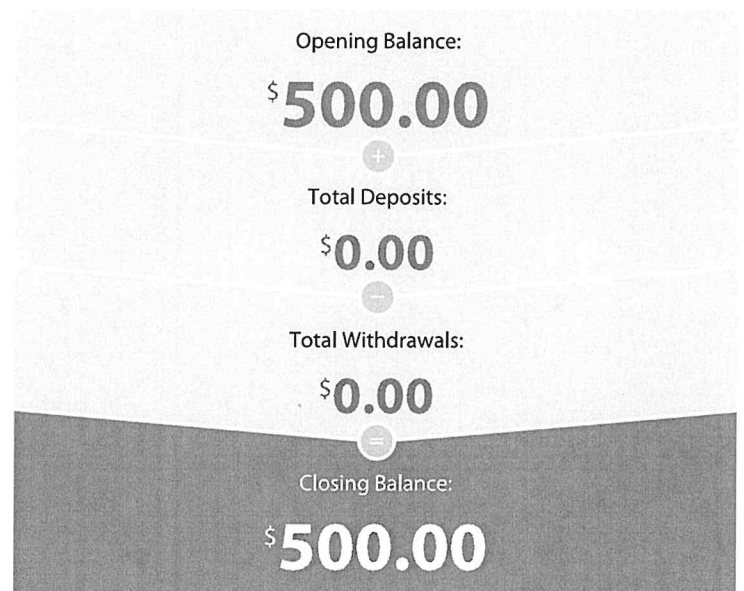 Opening Balance:
$500.00
+
Total Deposits:
$0.00
−
Total Withdrawals:
$0.00
=
Closing Balance:
$500.00